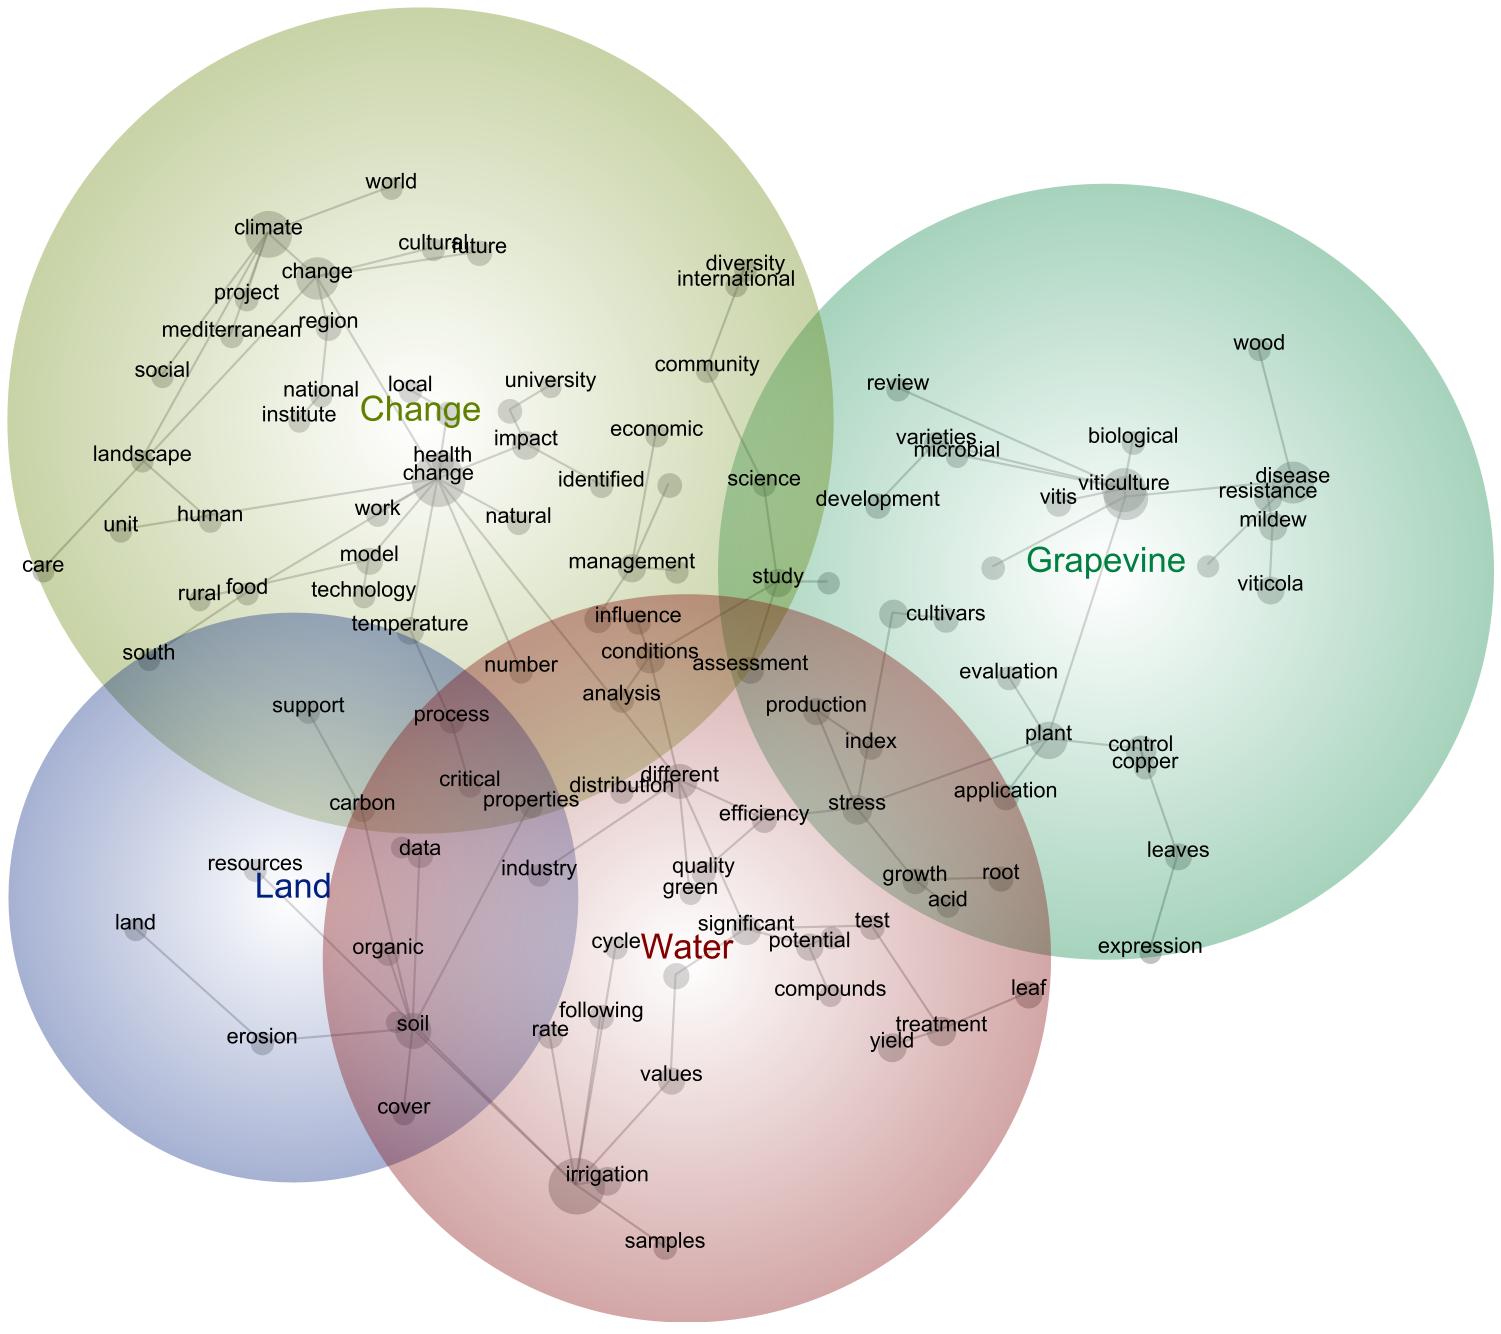 world
climate
cultural
future
change
project
mediterranean
region
social
national
local
institute
university
Change
impact
landscape
health
change
identified
work
natural
unit
human
care
model
rural
food
technology
temperature
south
number
diversity
international
community
economic
science
management
study
influence
conditions
assessment
analysis
support
process
critical
properties
carbon
distribution
different
wood
review
varieties
microbial
biological
viticulture
vitis
disease
resistance
mildew
development
Grapevine
viticola
cultivars
evaluation
production
index
plant
control
copper
application
stress
efficiency
leaves
growth
root
acid
expression
resources
Land
data
industry
land
organic
erosion
soil
cover
quality
green
significant
test
potential
cycle
Water
compounds
leaf
following
rate
treatment
yield
values
irrigation
samples